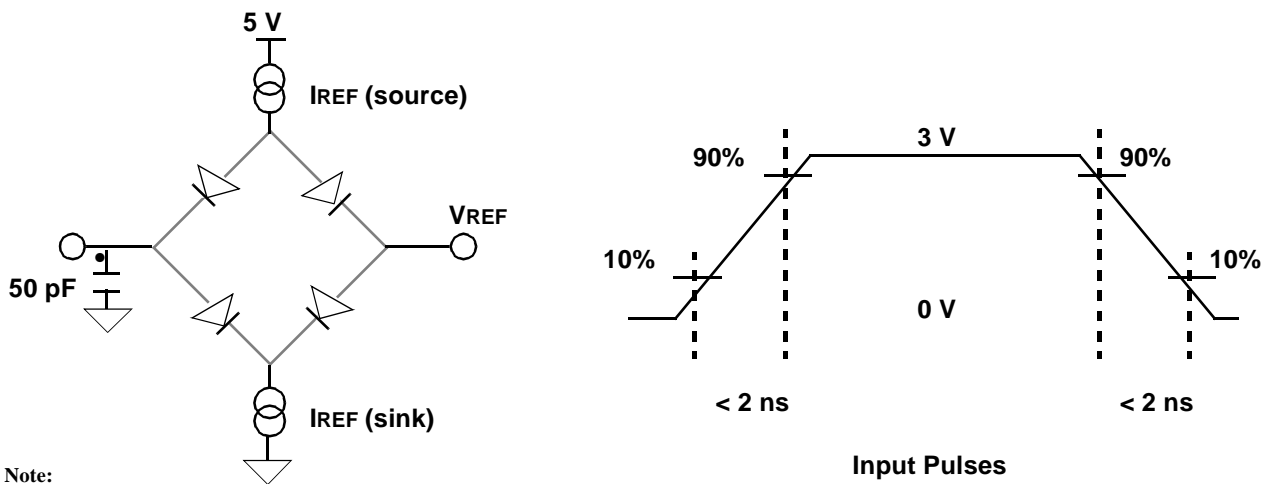 5 V
IREF (source)
VREF
50 pF
IREF (sink)
Note:
3 V
90%
90%
10%
10%
0 V
< 2 ns
< 2 ns
Input Pulses